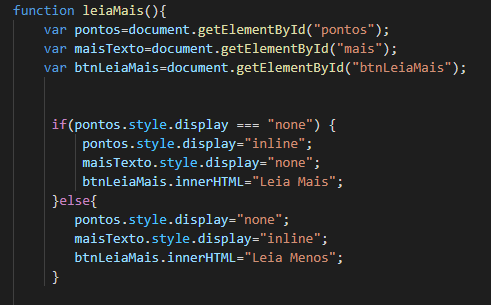 function leiaMais(){
    var pontos=document.getElementById("pontos");
    var maisTexto=document.getElementById("mais");
    var btnLeiaMais=document.getElementById("btnLeiaMais");
     if(pontos.style.display === "none") {
         pontos.style.display="inline";
         maisTexto.style.display="none";
         btnLeiaMais.innerHTML="Leia Mais";
     }else{
        pontos.style.display="none";
        maisTexto.style.display="inline";
        btnLeiaMais.innerHTML="Leia Menos";
     }